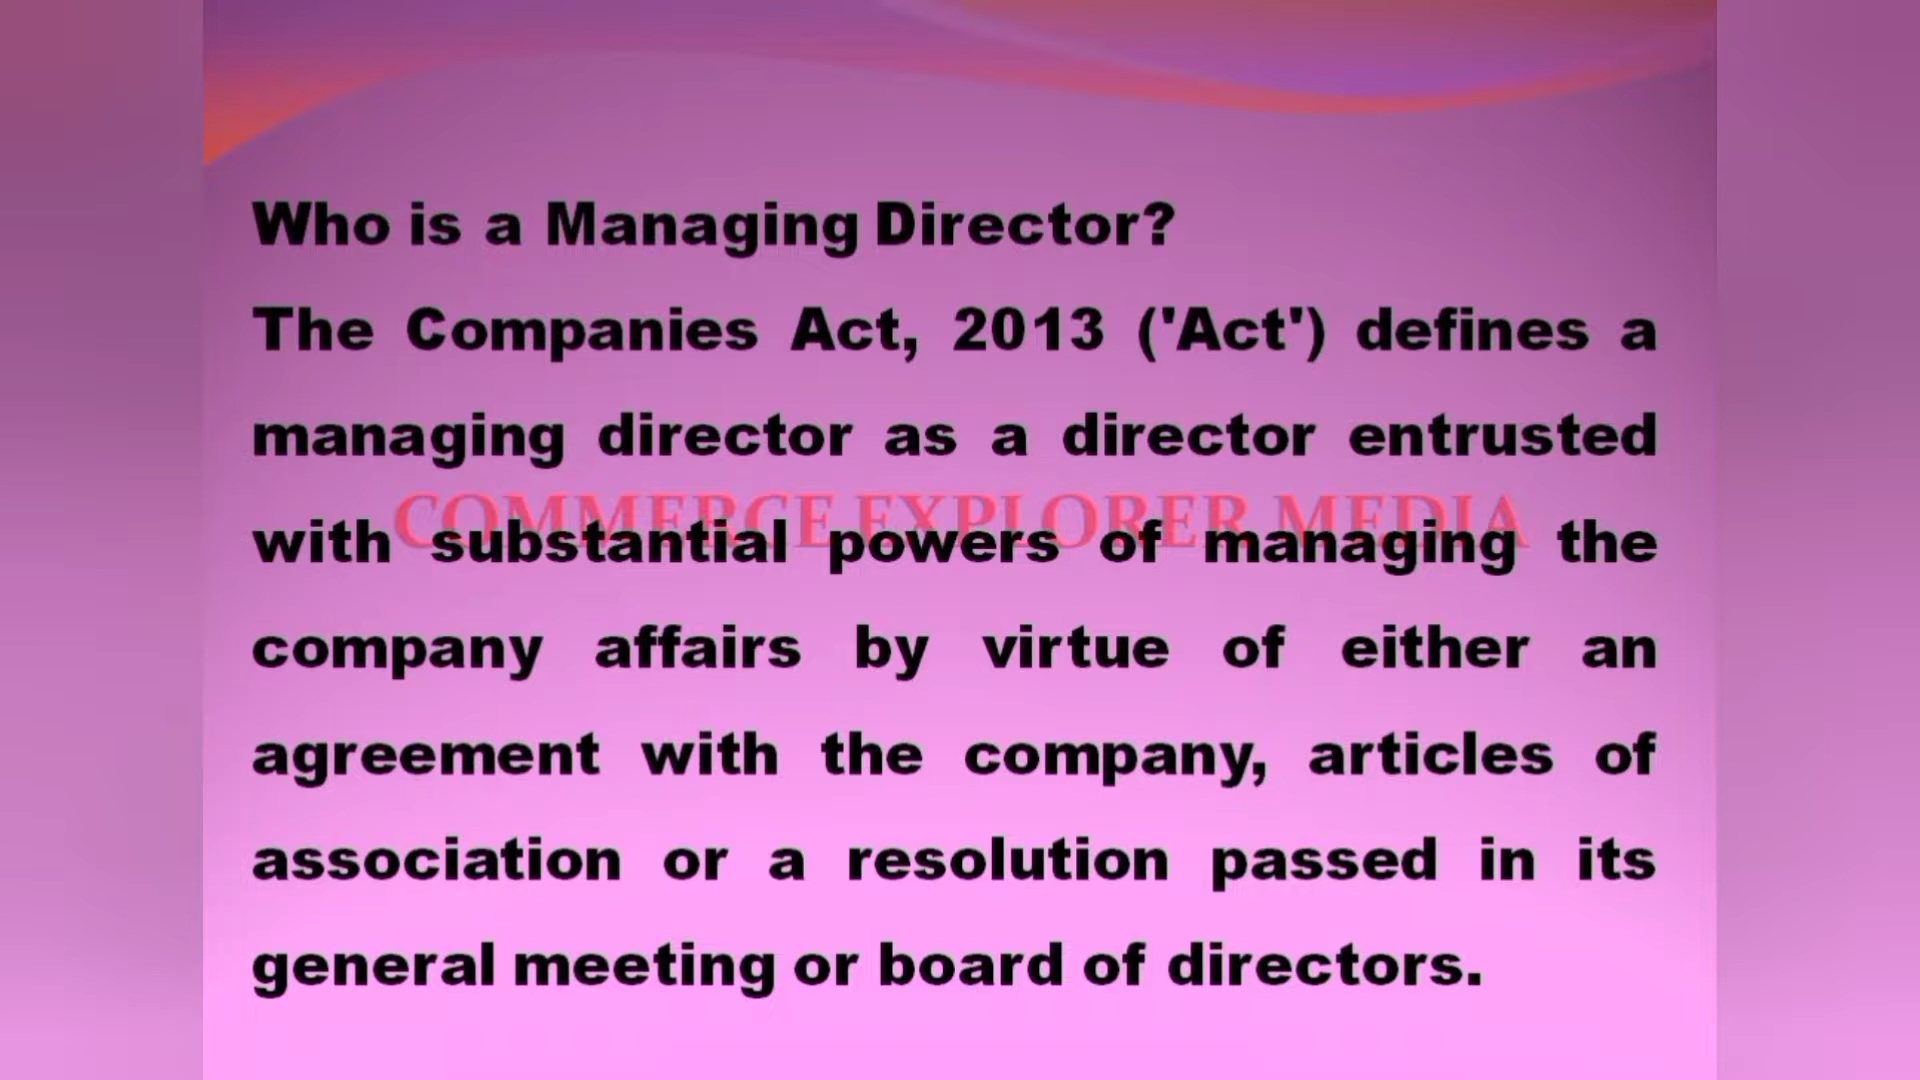 Who is a Managing Director?
The Companies Act, 2013 ('Act') defines a
managing director as a director entrusted
COMMERCE EXPLORER MEDIA
with substantial powers of managing the
company affairs by virtue of either an
agreement with the company, articles of
association or a resolution passed in its
general meeting or board of directors.